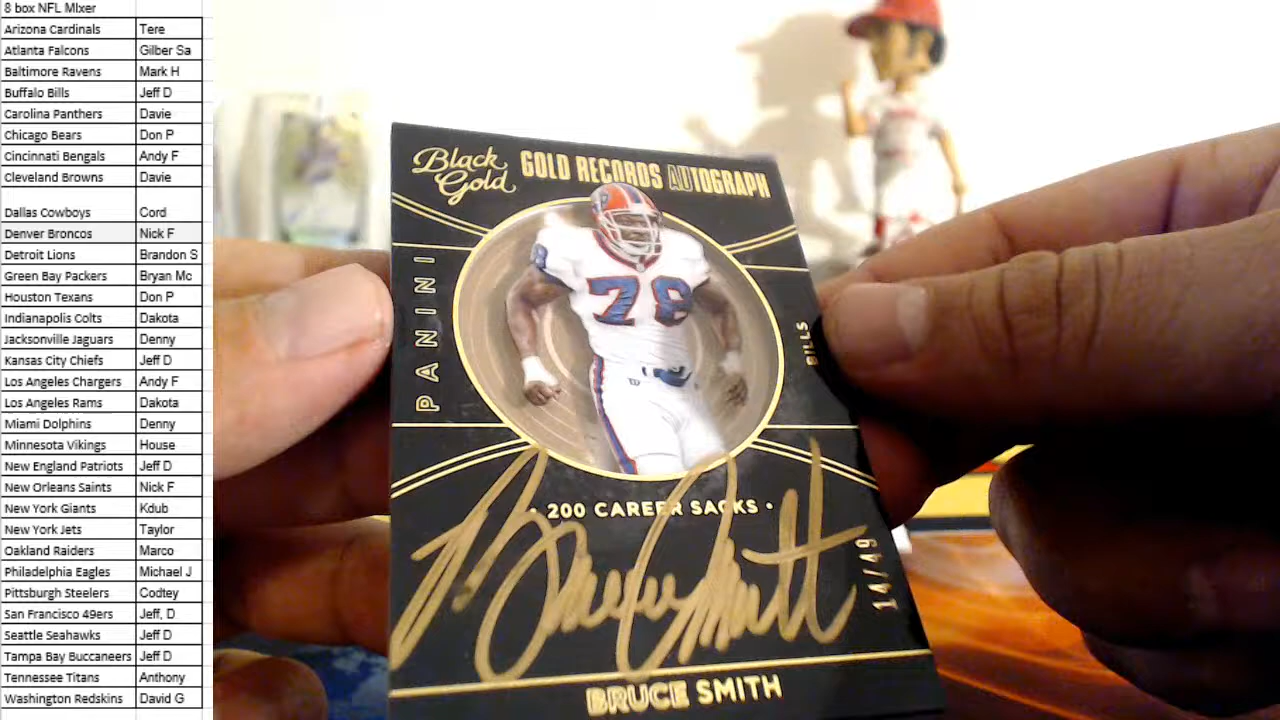 8 box NFL MIxer
Arizona Cardinals Tere
Atlanta Falcons Gilber Sa
Baltimore Ravens Mark H
Buffalo Bills Jeff D
Carolina Panthers Davie
Chicago Bears Don P
Cincinnati Bengals Andy F
Cleveland Browns Davie
Dallas Cowboys Cord
Denver Broncos Nick F
Detroit Lions Brandon S
Green Bay Packers Bryan Mc
Houston Texans Don P
Indianapolis Colts Dakota
Jacksonville Jaguars Denny
Kansas City Chiefs Jeff D
Los Angeles Chargers Andy F
Los Angeles Rams Dakota
Miami Dolphins Denny
Minnesota Vikings House
New England Patriots Jeff D
New Orleans Saints Nick F
New York Giants Kdub
New York Jets Taylor
Oakland Raiders Marco
Philadelphia Eagles Michael J
Pittsburgh Steelers Codtey
San Francisco 49ers Jeff, D
Seattle Seahawks Jeff D
Tampa Bay Buccaneers Jeff D
Tennessee Titans Anthony
Washington Redskins David G
Black Gold
GOLD RECORDS AUTOGRAPH
PANINI
78
78
BILLS
• 200 CAREER SACKS •
Bruce Smith
14/49
BRUCE SMITH